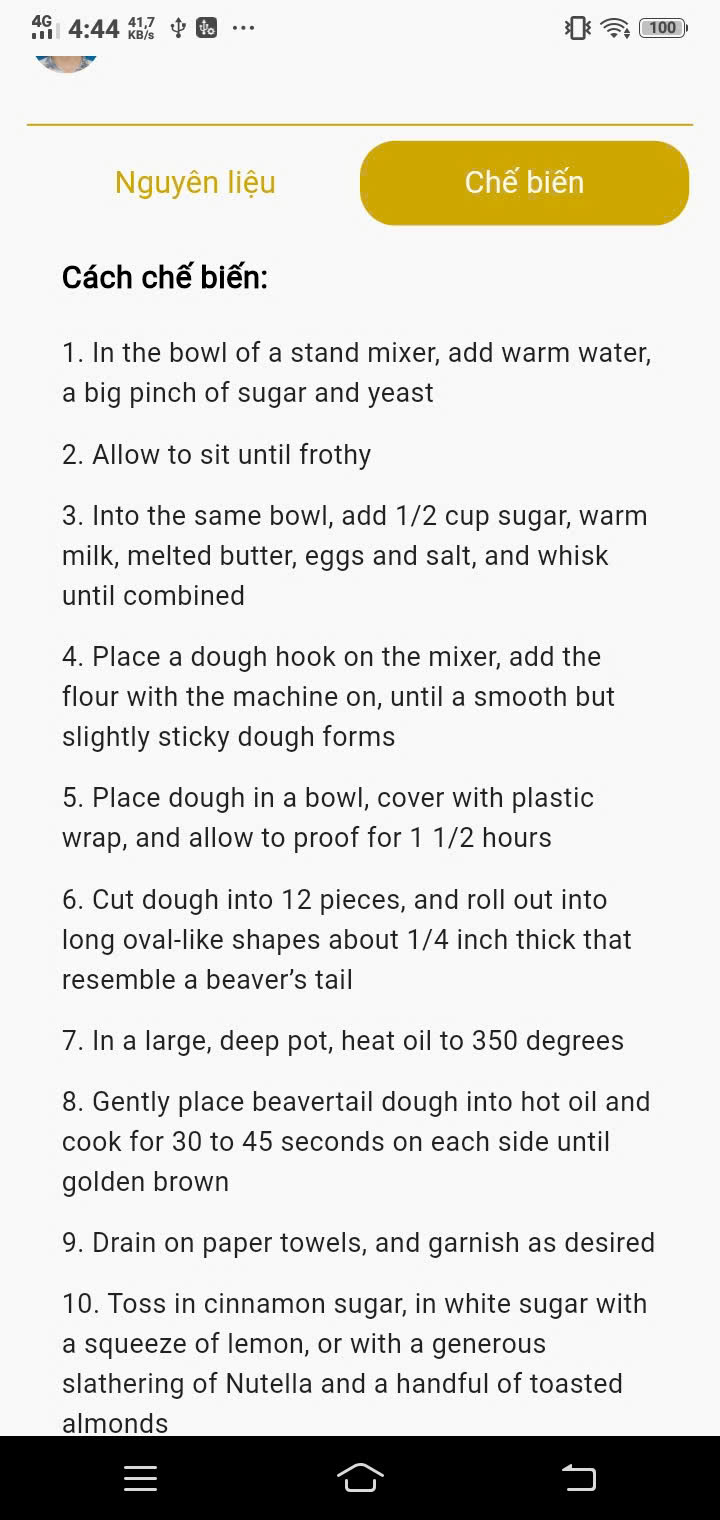 4G 4:44 41,7 KB/s ... 100
Nguyên liệu Chế biến
Cách chế biến:
1. In the bowl of a stand mixer, add warm water,
a big pinch of sugar and yeast
2. Allow to sit until frothy
3. Into the same bowl, add 1/2 cup sugar, warm
milk, melted butter, eggs and salt, and whisk
until combined
4. Place a dough hook on the mixer, add the
flour with the machine on, until a smooth but
slightly sticky dough forms
5. Place dough in a bowl, cover with plastic
wrap, and allow to proof for 1 1/2 hours
6. Cut dough into 12 pieces, and roll out into
long oval-like shapes about 1/4 inch thick that
resemble a beaver’s tail
7. In a large, deep pot, heat oil to 350 degrees
8. Gently place beavertail dough into hot oil and
cook for 30 to 45 seconds on each side until
golden brown
9. Drain on paper towels, and garnish as desired
10. Toss in cinnamon sugar, in white sugar with
a squeeze of lemon, or with a generous
slathering of Nutella and a handful of toasted
almonds